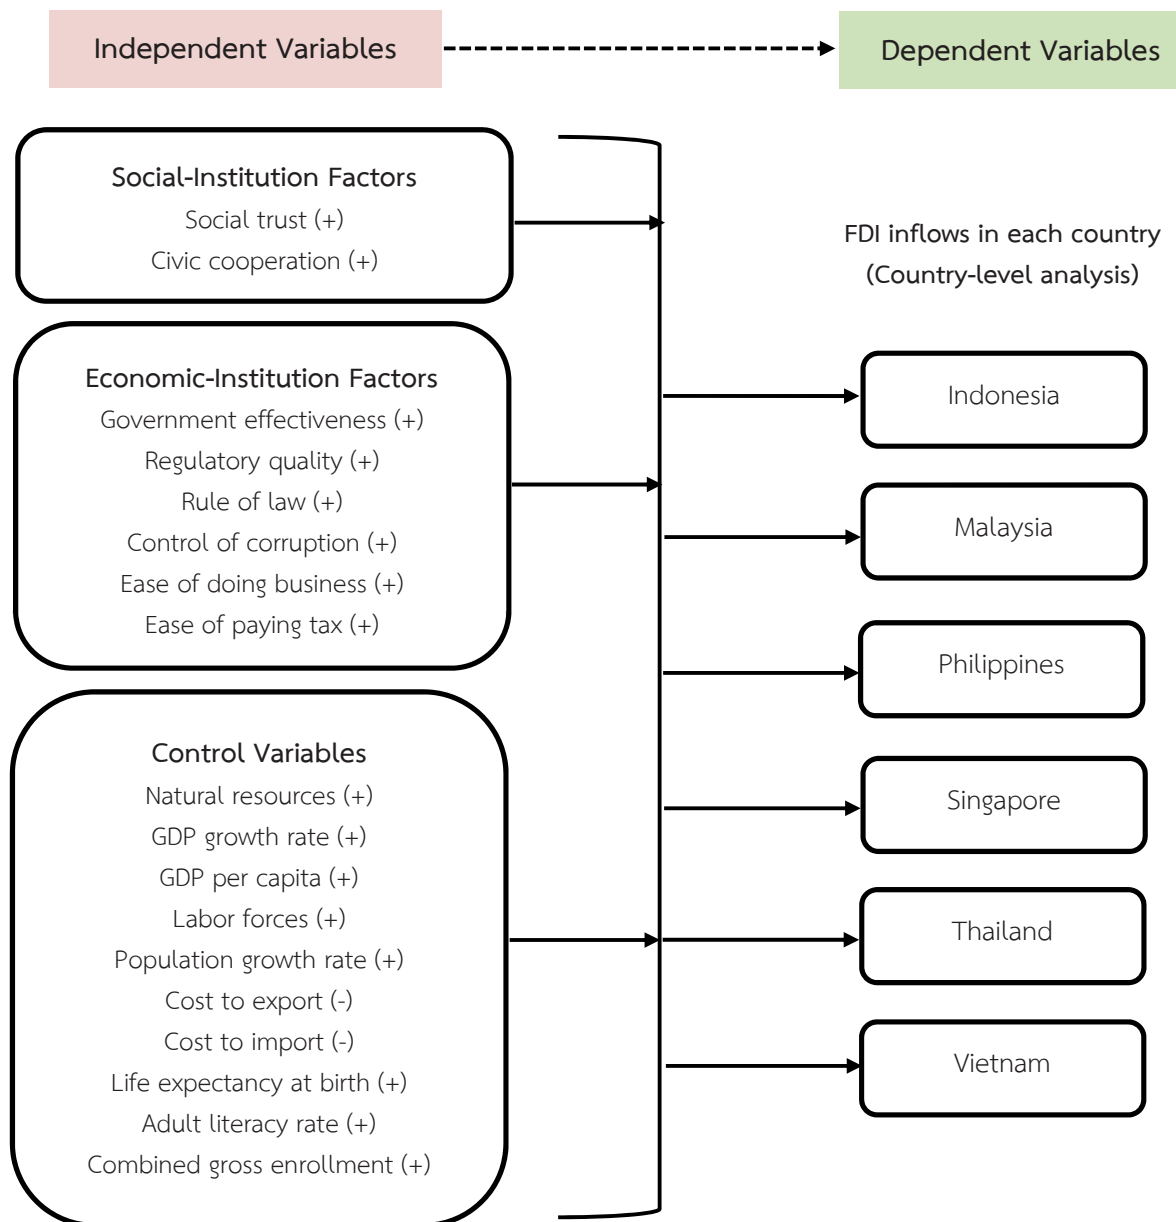 Independent Variables
Dependent Variables
Social-Institution Factors
Social trust (+)
Civic cooperation (+)
Economic-Institution Factors
Government effectiveness (+)
Regulatory quality (+)
Rule of law (+)
Control of corruption (+)
Ease of doing business (+)
Ease of paying tax (+)
Control Variables
Natural resources (+)
GDP growth rate (+)
GDP per capita (+)
Labor forces (+)
Population growth rate (+)
Cost to export (-)
Cost to import (-)
Life expectancy at birth (+)
Adult literacy rate (+)
Combined gross enrollment (+)
FDI inflows in each country
(Country-level analysis)
Indonesia
Malaysia
Philippines
Singapore
Thailand
Vietnam